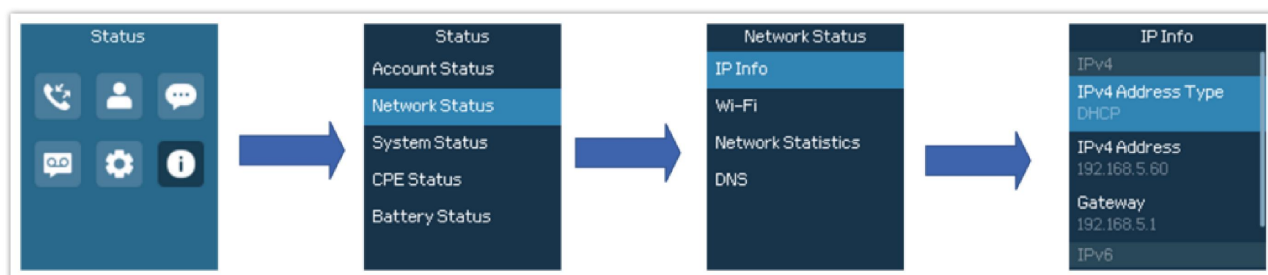 Status
Status
Account Status
Network Status
System Status
CPE Status
Battery Status
Network Status
IP Info
Wi-Fi
Network Statistics
DNS
IP Info
IPv4
IPv4 Address Type
DHCP
IPv4 Address
192.168.5.60
Gateway
192.168.5.1
IPv6